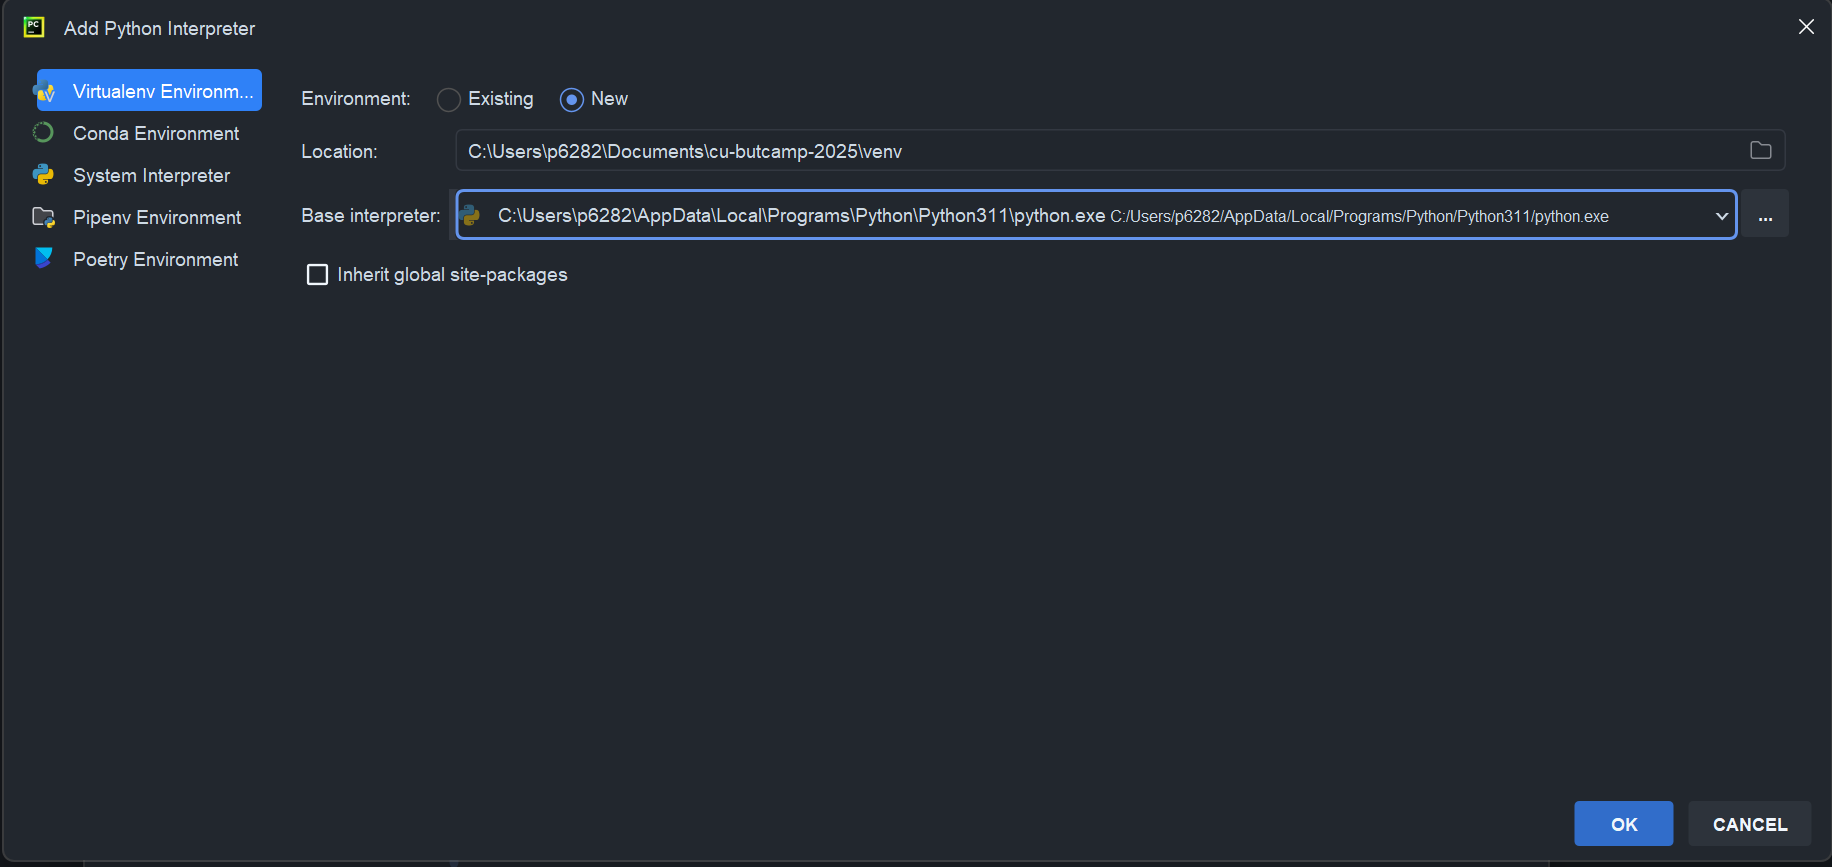 PC Add Python Interpreter
Virtualenv Environm...
Conda Environment
System Interpreter
Pipenv Environment
Poetry Environment
Environment: Existing New
Location: C:\Users\p6282\Documents\cu-butcamp-2025\venv
Base interpreter: C:\Users\p6282\AppData\Local\Programs\Python\Python311\python.exe C:/Users/p6282/AppData/Local/Programs/Python/Python311/python.exe ...
Inherit global site-packages
OK CANCEL